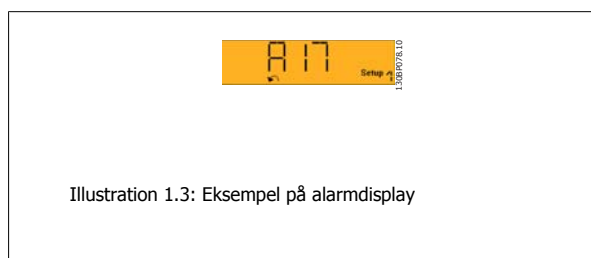 A 17
Setup 1
130BP078.10
Illustration 1.3: Eksempel på alarmdisplay